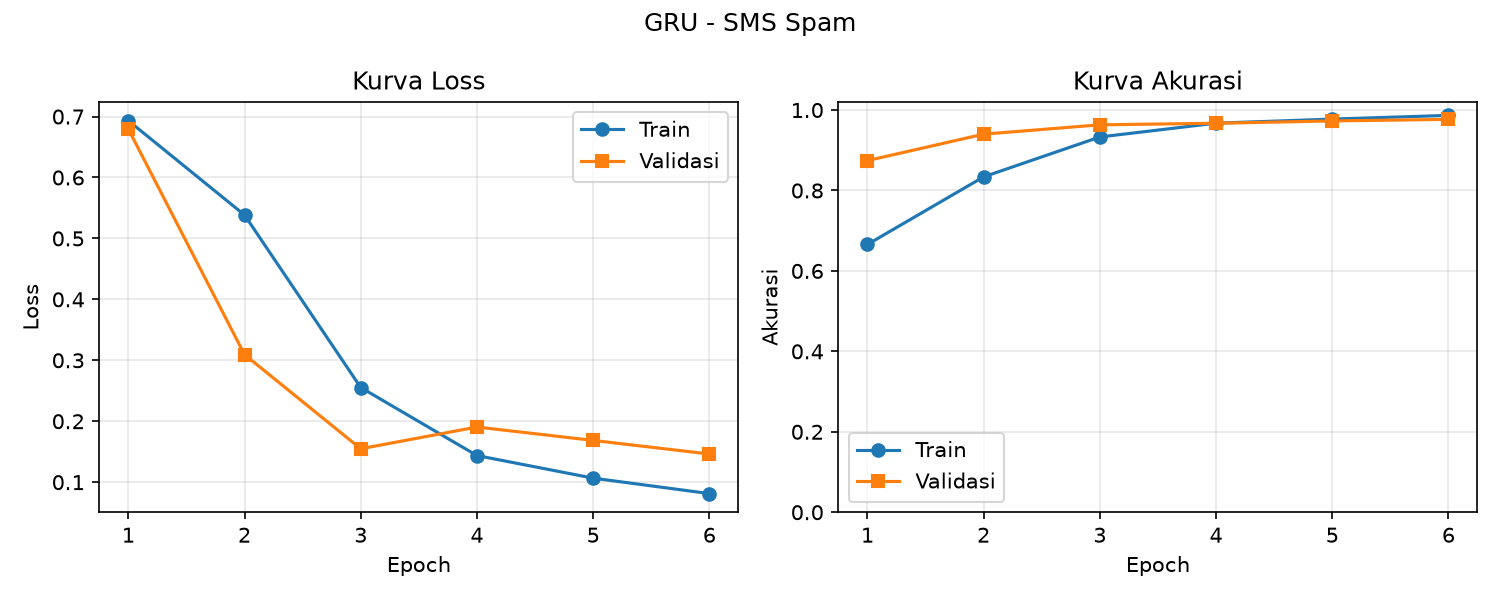 GRU - SMS Spam
Kurva Loss
0.7
0.6
0.5
0.4
0.3
0.2
0.1
Loss
Train
Validasi
1 2 3 4 5 6
Epoch
Kurva Akurasi
1.0
0.8
0.6
0.4
0.2
0.0
Akurasi
Train
Validasi
1 2 3 4 5 6
Epoch